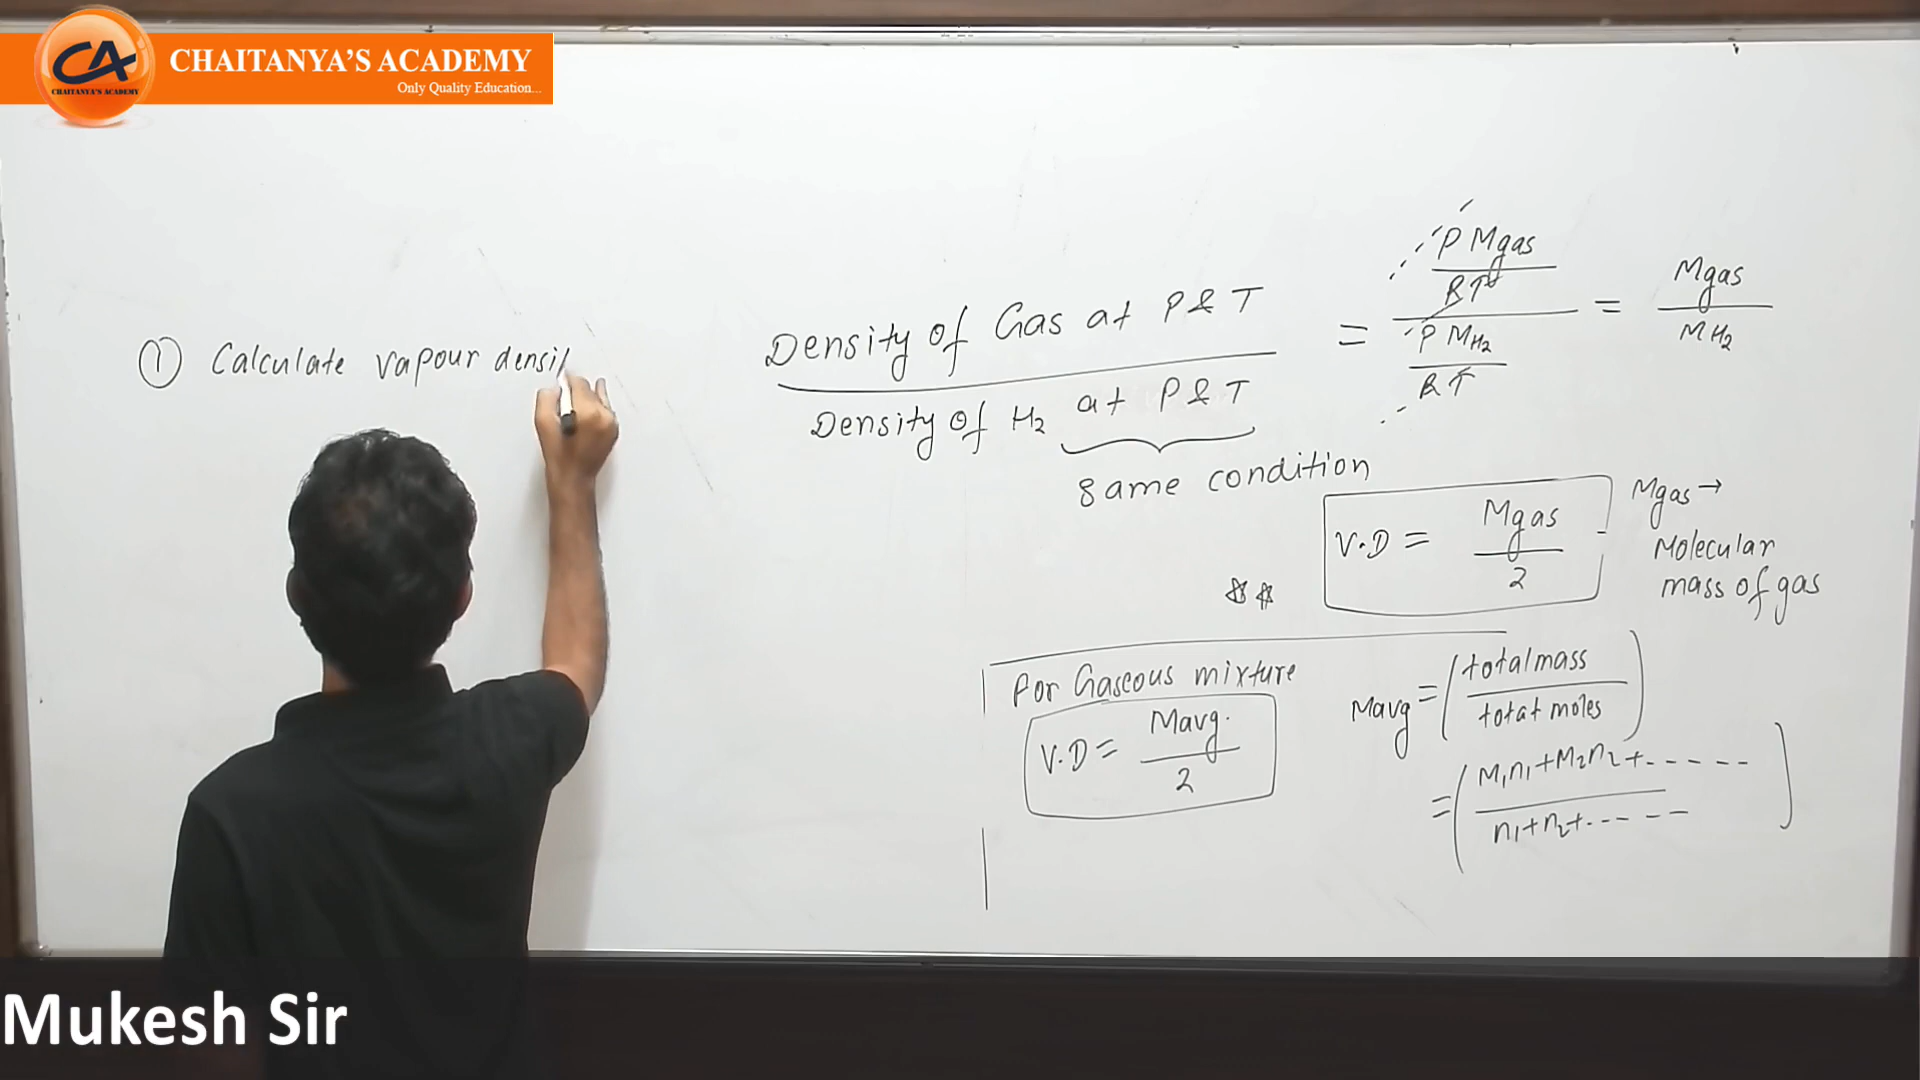 CA
CHAITANYA'S ACADEMY
CHAITANYA'S ACADEMY
Only Quality Education...
① Calculate vapour densi
Density of Gas at P & T
Density of H₂ at P & T
same condition
= P Mgas / RT
P MH₂ / RT
= Mgas / MH₂
V.D = Mgas / 2
Mgas →
Molecular
mass of gas
For Gaseous mixture
V.D = Mavg. / 2
Mavg = (total mass / total moles)
= (M₁n₁+M₂n₂+----- / n₁+n₂+-----)
Mukesh Sir